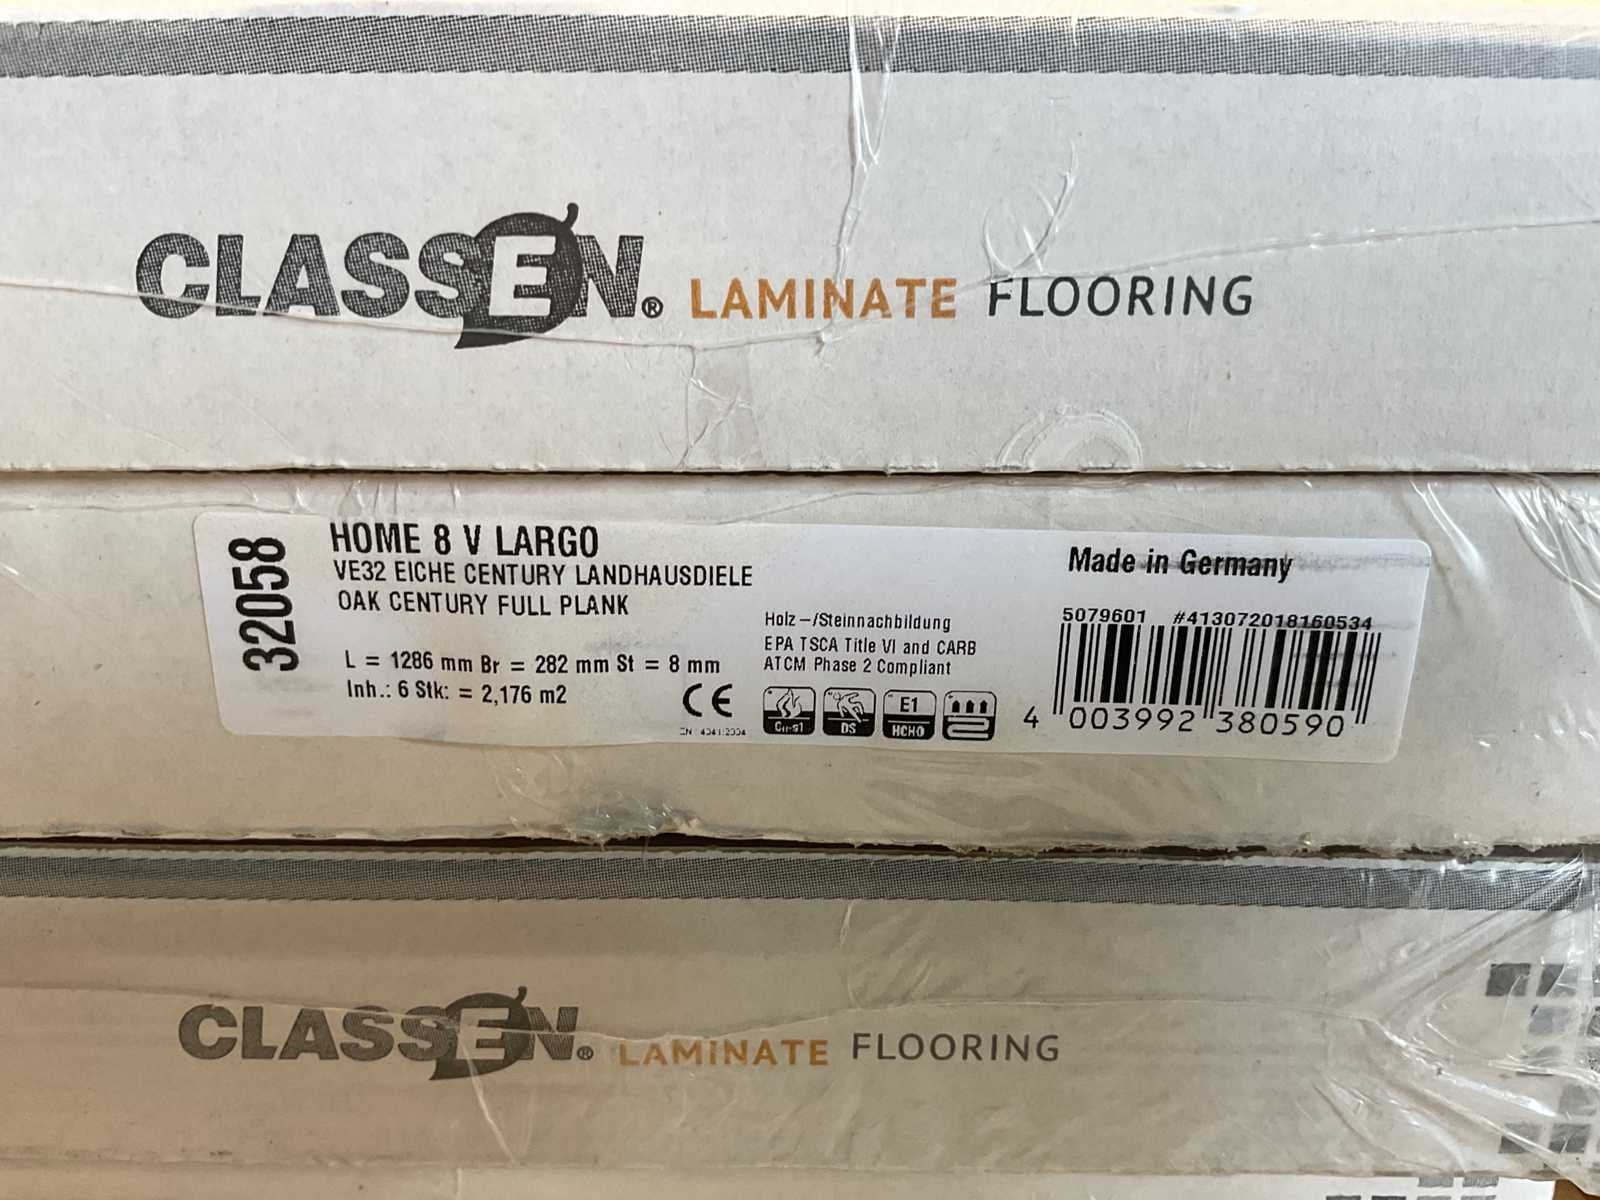 CLASSEN® LAMINATE FLOORING
32058
HOME 8 V LARGO
VE32 EICHE CENTURY LANDHAUSDIELE
OAK CENTURY FULL PLANK
L = 1286 mm Br = 282 mm St = 8 mm
Inh.: 6 Stk: = 2,176 m2
CE
Holz-/Steinnachbildung
EPA TSCA Title VI and CARB
ATCM Phase 2 Compliant
DS
E1
HCHO
Made in Germany
5079601 #413072018160534
4 003992 380590
CLASSEN® LAMINATE FLOORING